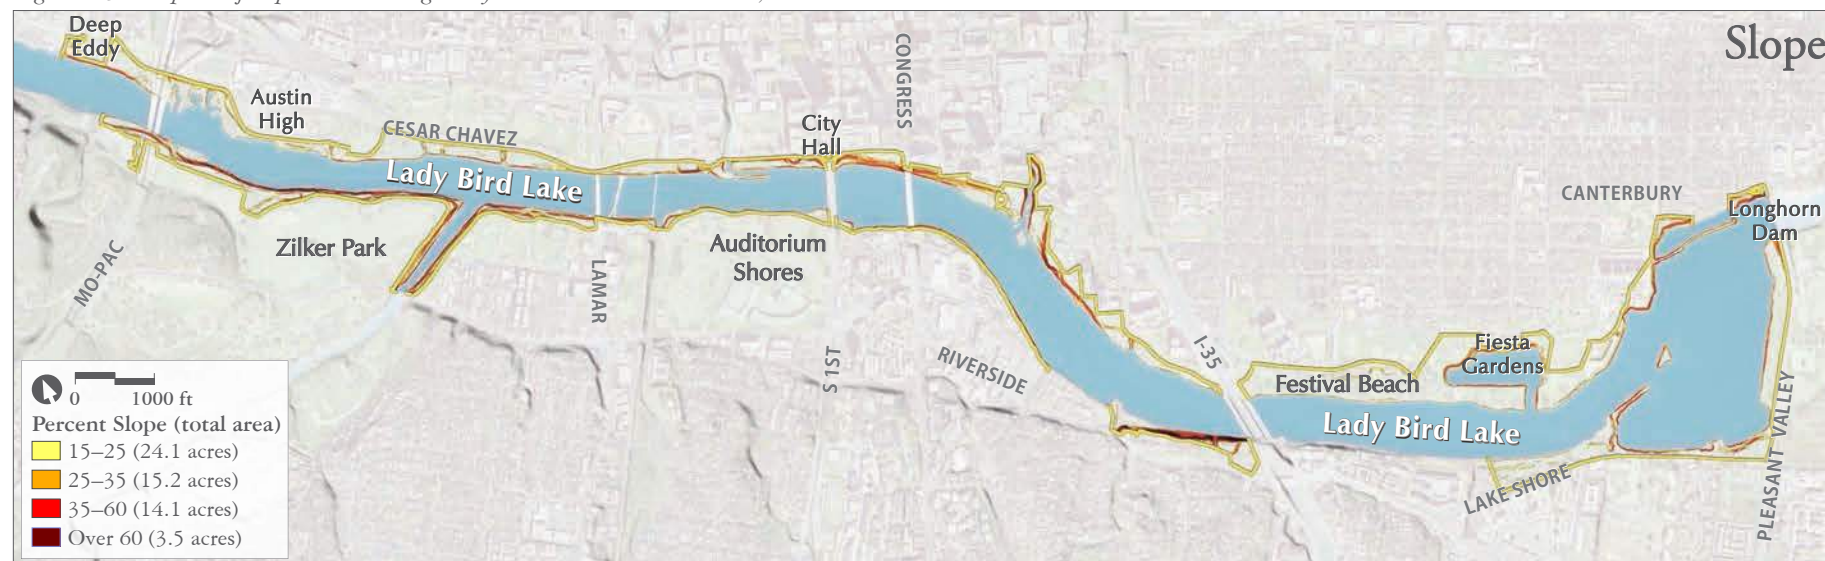 Slope
Deep
Eddy
Austin
High
CESAR CHAVEZ
City
Hall
CONGRESS
Lady Bird Lake
CANTERBURY
Longhorn
Dam
Zilker Park
Auditorium
Shores
MO-PAC
LAMAR
S 1ST
RIVERSIDE
I-35
Fiesta
Gardens
Festival Beach
Lady Bird Lake
LAKE SHORE
PLEASANT VALLEY
0 1000 ft
Percent Slope (total area)
15–25 (24.1 acres)
25–35 (15.2 acres)
35–60 (14.1 acres)
Over 60 (3.5 acres)